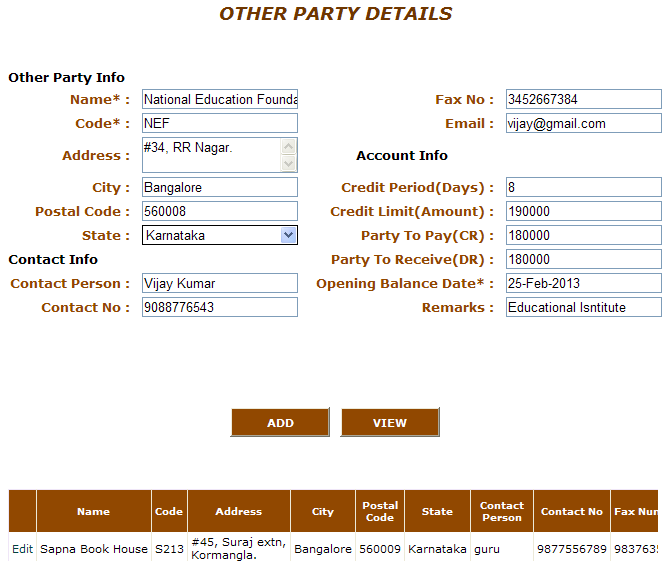 OTHER PARTY DETAILS
Other Party Info
Name* : National Education Founda
Code* : NEF
Address : #34, RR Nagar.
City : Bangalore
Postal Code : 560008
State : Karnataka
Contact Info
Contact Person : Vijay Kumar
Contact No : 9088776543
Fax No : 3452667384
Email : vijay@gmail.com
Account Info
Credit Period(Days) : 8
Credit Limit(Amount) : 190000
Party To Pay(CR) : 180000
Party To Receive(DR) : 180000
Opening Balance Date* : 25-Feb-2013
Remarks : Educational Isntitute
ADD VIEW
Name Code Address City Postal Code State Contact Person Contact No Fax Num
Edit Sapna Book House S213 #45, Suraj extn, Kormangla. Bangalore 560009 Karnataka guru 9877556789 983763